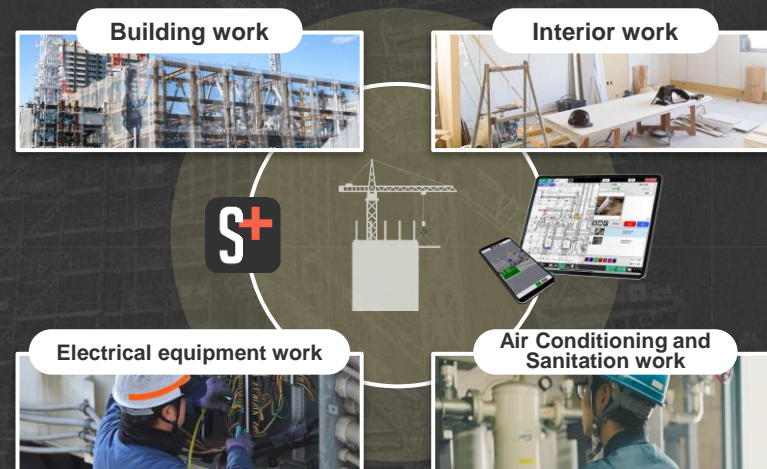 Building work
Interior work
S+
Electrical equipment work
Air Conditioning and
Sanitation work